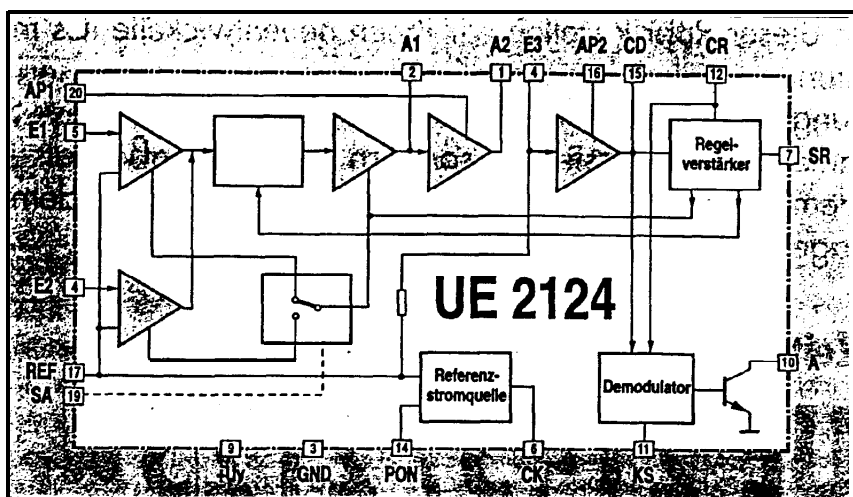 A1 A2 E3 AP2 CD CR
2 1 4 16 15 12
AP1 20
E1 5
Regel-
verstärker
7 SR
E2 4
UE 2124
REF 17
SA 19
Referenz-
stromquelle
Demodulator
10
A
9 3 14 6 11
Uy GND PON CK KS